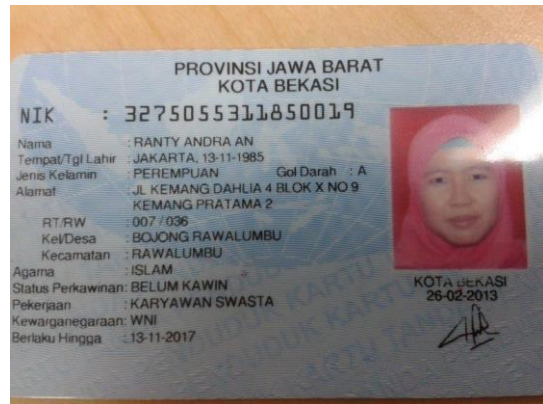 PROVINSI JAWA BARAT
KOTA BEKASI
NIK : 3275055311850019
Nama : RANTY ANDRA AN
Tempat/Tgl Lahir : JAKARTA, 13-11-1985
Jenis Kelamin : PEREMPUAN Gol Darah : A
Alamat : JL KEMANG DAHLIA 4 BLOK X NO 9
KEMANG PRATAMA 2
RT/RW : 007 / 036
Kel/Desa : BOJONG RAWALUMBU
Kecamatan : RAWALUMBU
Agama : ISLAM
Status Perkawinan: BELUM KAWIN
Pekerjaan : KARYAWAN SWASTA
Kewarganegaraan: WNI
Berlaku Hingga : 13-11-2017
KOTA BEKASI
26-02-2013